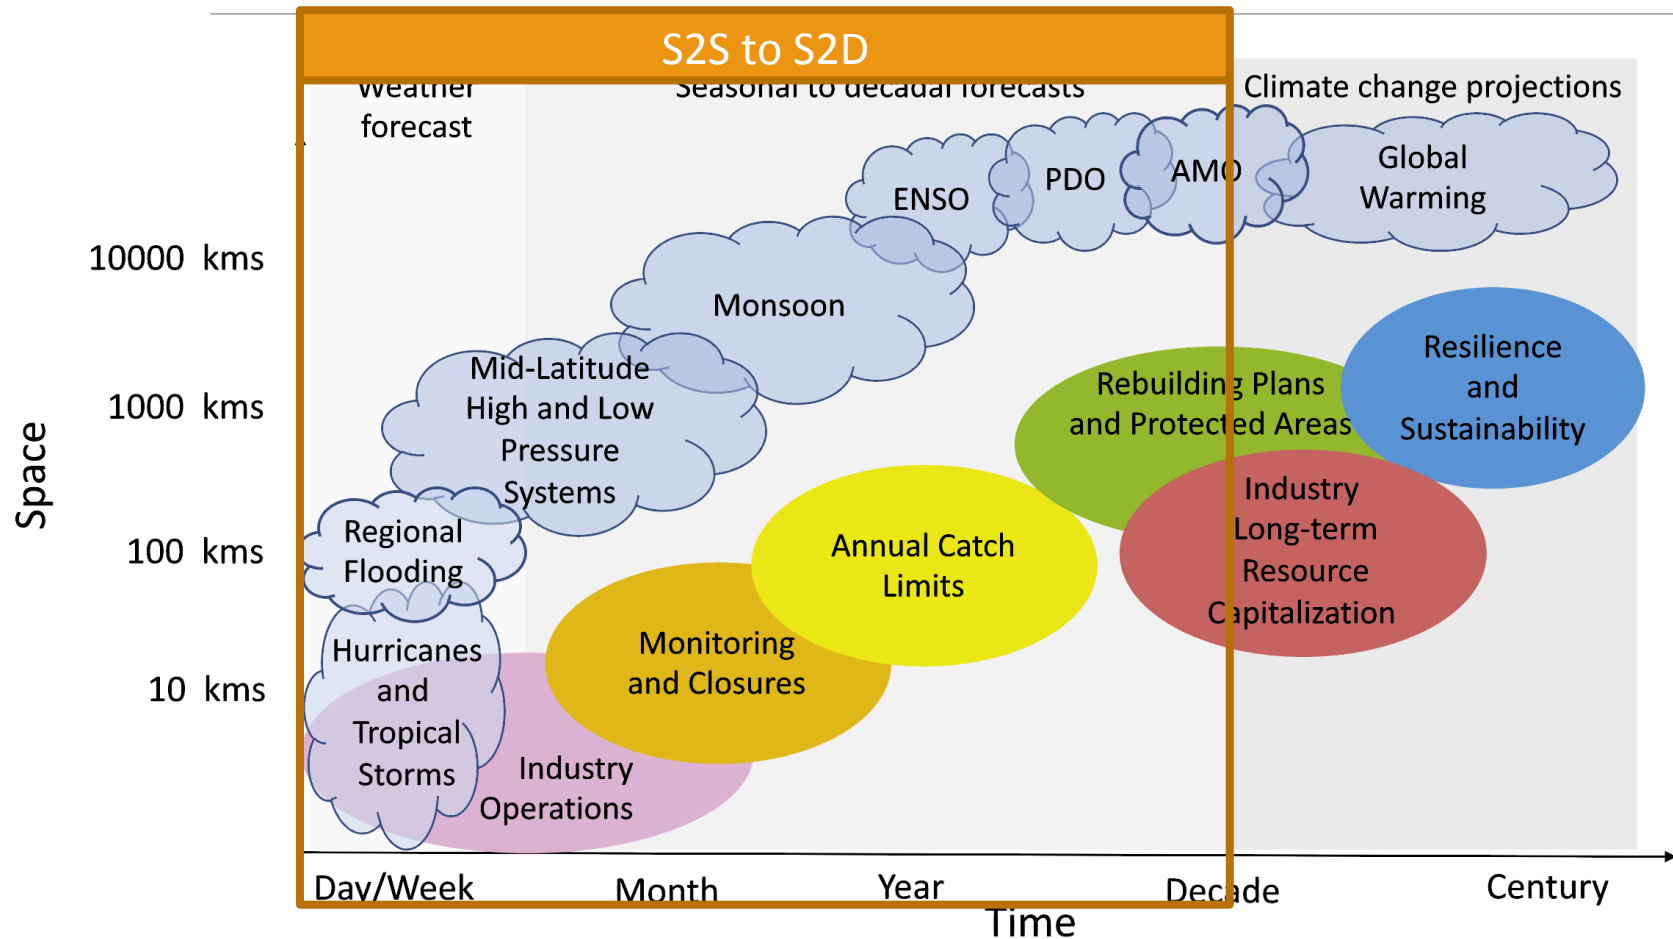 S2S to S2D
Weather
forecast
Seasonal to decadal forecasts
Climate change projections
ENSO
PDO
AMO
Global
Warming
Monsoon
Mid-Latitude
High and Low
Pressure
Systems
Regional
Flooding
Hurricanes
and
Tropical
Storms
Resilience
and
Sustainability
Rebuilding Plans
and Protected Areas
Industry
Long-term
Resource
Capitalization
Annual Catch
Limits
Monitoring
and Closures
Industry
Operations
Space
10000 kms
1000 kms
100 kms
10 kms
Day/Week
Month
Year
Decade
Century
Time